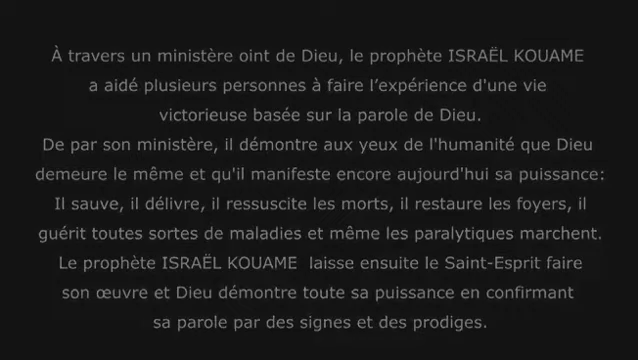 À travers un ministère oint de Dieu, le prophète ISRAËL KOUAME
a aidé plusieurs personnes à faire l’expérience d'une vie
victorieuse basée sur la parole de Dieu.
De par son ministère, il démontre aux yeux de l'humanité que Dieu
demeure le même et qu'il manifeste encore aujourd'hui sa puissance:
Il sauve, il délivre, il ressuscite les morts, il restaure les foyers, il
guérit toutes sortes de maladies et même les paralytiques marchent.
Le prophète ISRAËL KOUAME laisse ensuite le Saint-Esprit faire
son œuvre et Dieu démontre toute sa puissance en confirmant
sa parole par des signes et des prodiges.